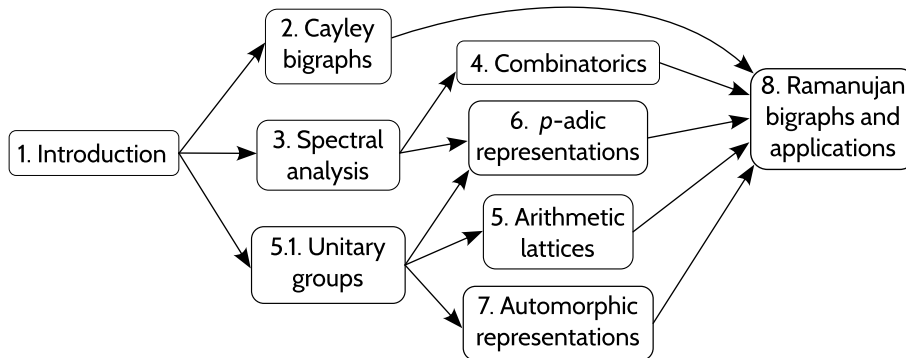 1. Introduction
2. Cayley
bigraphs
3. Spectral
analysis
5.1. Unitary
groups
4. Combinatorics
6. p-adic
representations
5. Arithmetic
lattices
7. Automorphic
representations
8. Ramanujan
bigraphs and
applications